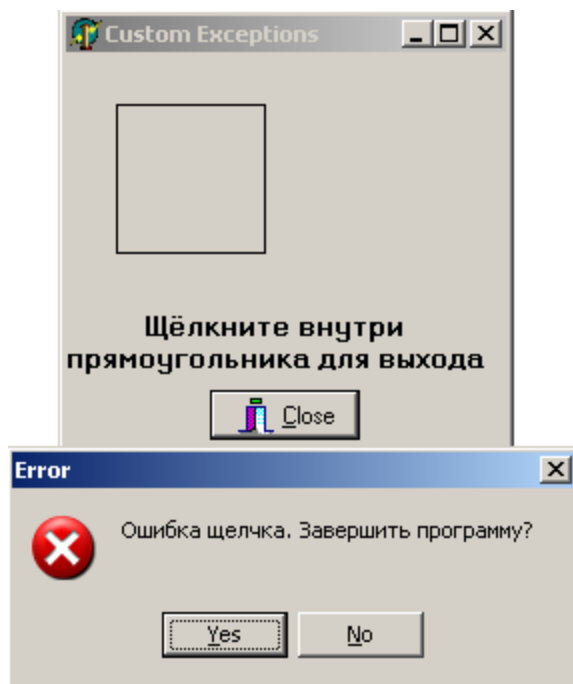 Custom Exceptions
Щёлкните внутри
прямоугольника для выхода
Close
Error
Ошибка щелчка. Завершить программу?
Yes
No